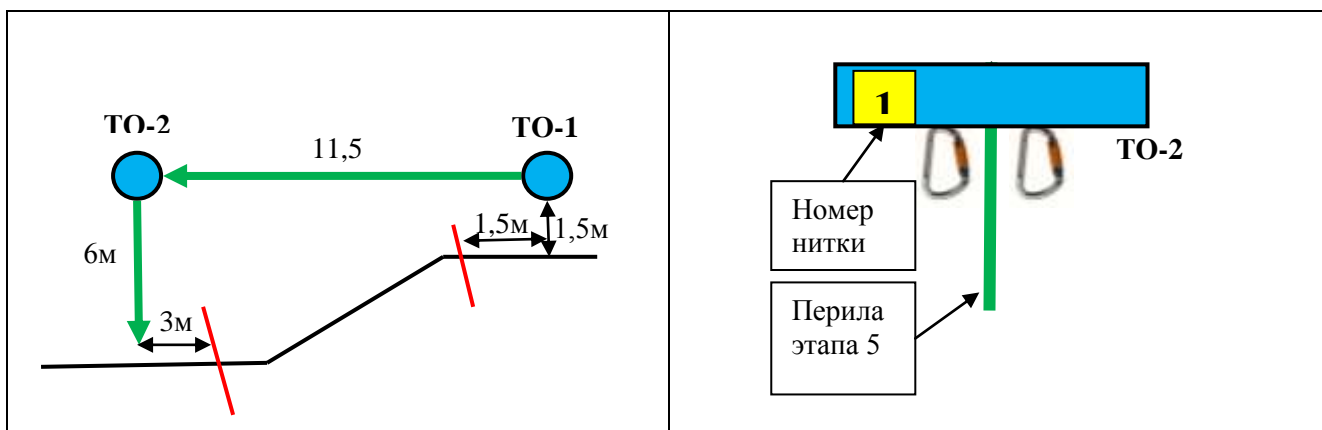 ТО-2
ТО-1
11,5
1,5м
1,5м
6м
3м
1
ТО-2
Номер
нитки
Перила
этапа 5